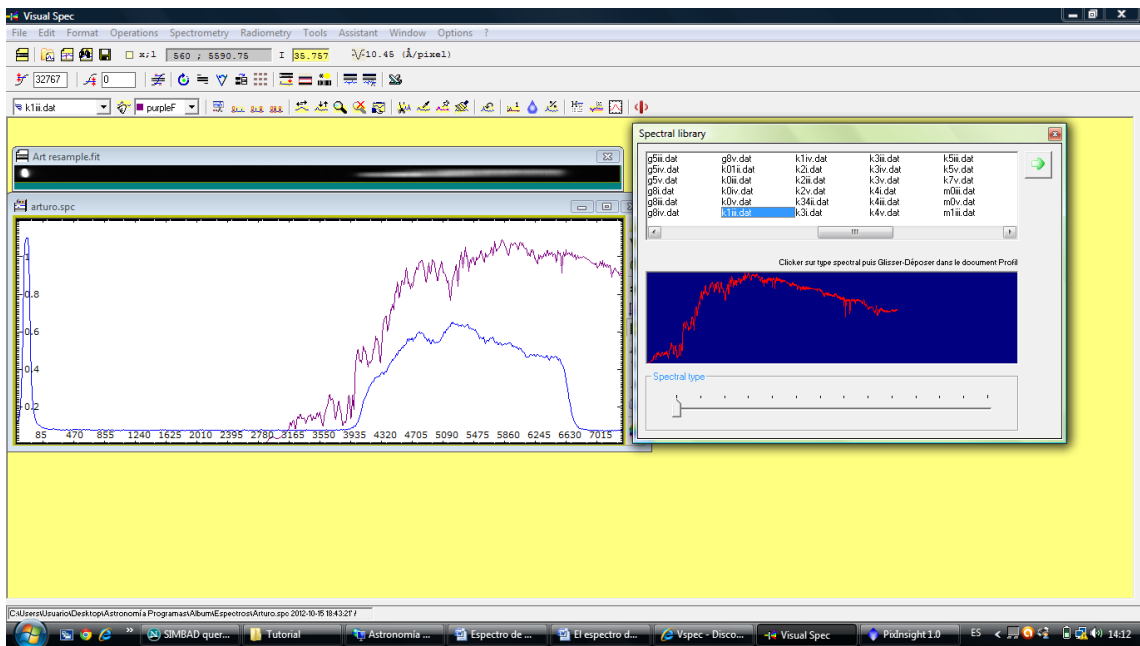 Visual Spec
File Edit Format Operations Spectrometry Radiometry Tools Assistant Window Options ?
x;1 560 ; 5590.75 I 35.757 10.45 (Å/pixel)
32767 0
k1iii.dat purpleF
Art resample.fit
arturo.spc
1
0.8
0.6
0.4
0.2
85 470 855 1240 1625 2010 2395 2780 3165 3550 3935 4320 4705 5090 5475 5860 6245 6630 7015
Spectral library
g5iii.dat g8v.dat k1iv.dat k3iii.dat k5iii.dat
g5iv.dat k01ii.dat k2i.dat k3iv.dat k5v.dat
g5v.dat k0iii.dat k2iii.dat k3v.dat k7v.dat
g8i.dat k0iv.dat k2v.dat k4i.dat m0iii.dat
g8iii.dat k0v.dat k34ii.dat k4iii.dat m0v.dat
g8iv.dat k1iii.dat k3i.dat k4v.dat m1iii.dat
Clicker sur type spectral puis Glisser-Déposer dans le document Profil
Spectral type
C:\Users\Usuario\Desktop\Astronomía Programas\Album\Espectros\Arturo.spc 2012-10-15 18:43:21* /
SIMBAD quer... Tutorial Astronomía ... Espectro de ... El espectro d... Vspec - Disco... Visual Spec PixInsight 1.0 ES 14:12